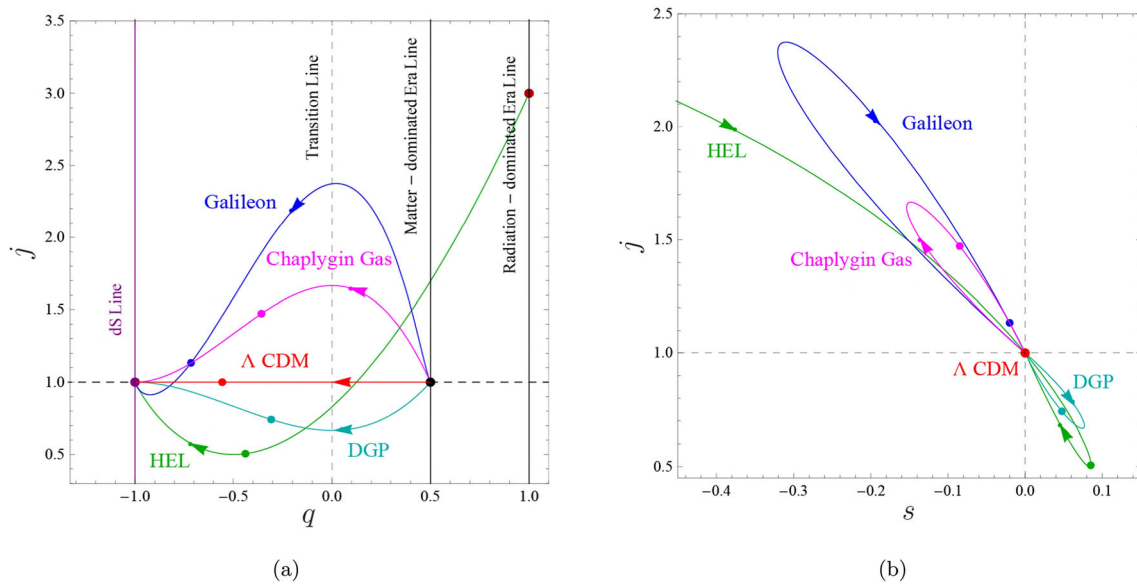 3.5
3.0
2.5
2.0
1.5
1.0
0.5
j
dS Line
Transition Line
Matter – dominated Era Line
Radiation – dominated Era Line
Galileon
Chaplygin Gas
Λ CDM
DGP
HEL
−1.0 −0.5 0.0 0.5 1.0
q
(a)
2.5
2.0
1.5
1.0
0.5
j
Galileon
HEL
Chaplygin Gas
Λ CDM
DGP
−0.4 −0.3 −0.2 −0.1 0.0 0.1
s
(b)